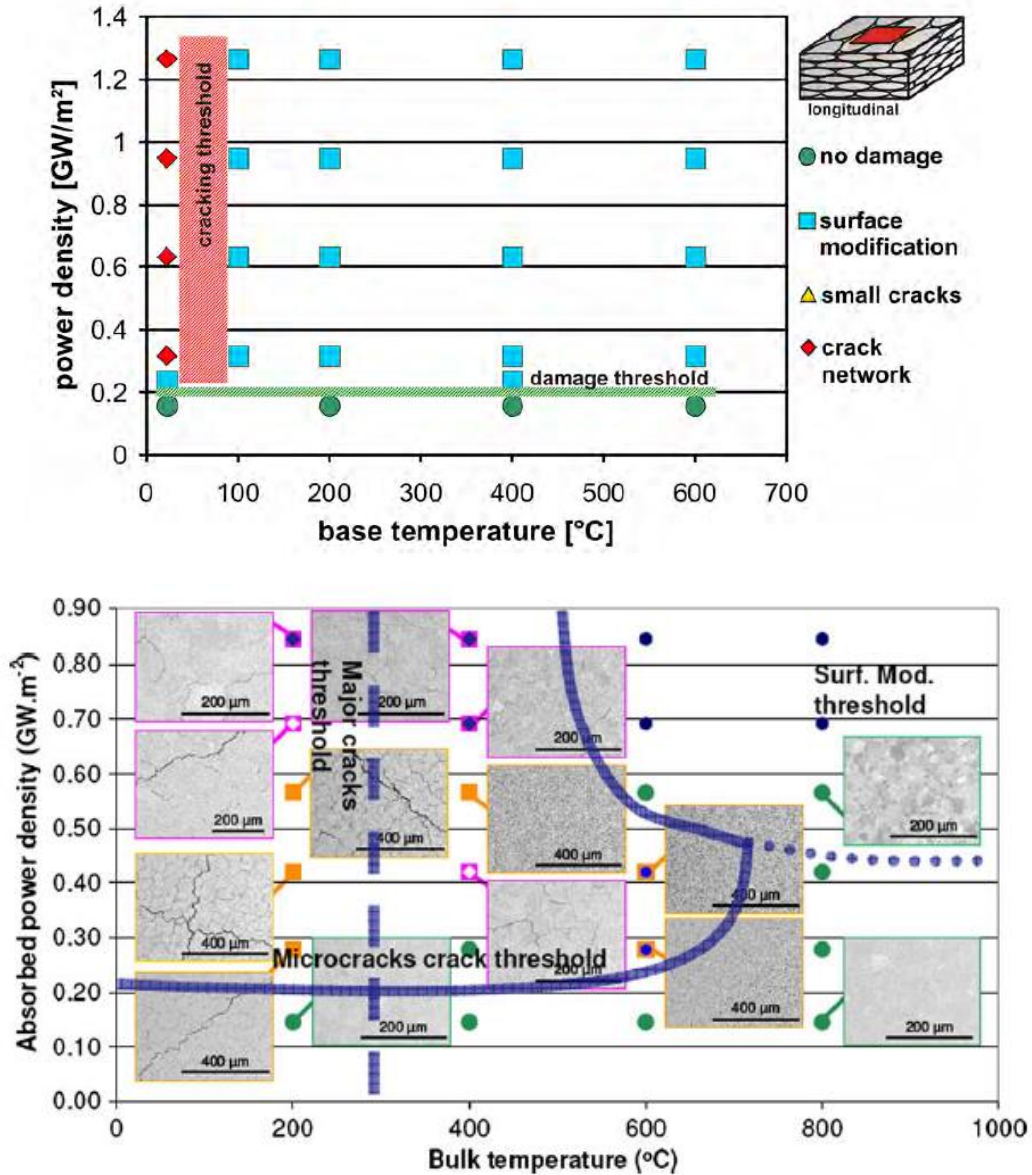 1.4
1.2
1
0.8
0.6
0.4
0.2
0
power density [GW/m²]
cracking threshold
damage threshold
0 100 200 300 400 500 600 700
base temperature [°C]
longitudinal
no damage
surface
modification
small cracks
crack
network
0.90
0.80
0.70
0.60
0.50
0.40
0.30
0.20
0.10
0.00
Absorbed power density (GW.m-2)
200 µm
200 µm
400 µm
400 µm
Major cracks
threshold
200 µm
400 µm
200 µm
200 µm
400 µm
200 µm
Microcracks crack threshold
400 µm
400 µm
Surf. Mod.
threshold
200 µm
200 µm
0 200 400 600 800 1000
Bulk temperature (ºC)